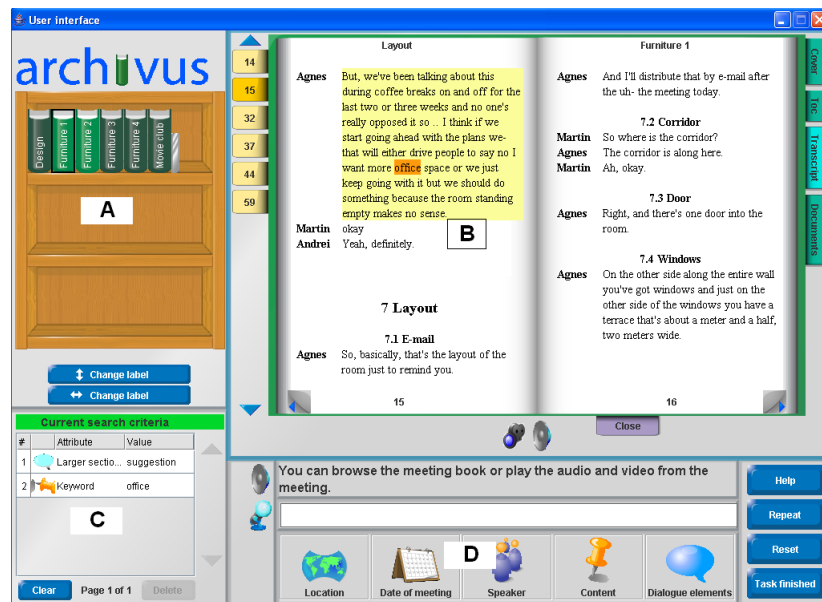 User interface
archivus
Design
Furniture 1
Furniture 2
Furniture 3
Furniture 4
Movie club
A
Change label
Change label
Current search criteria
# Attribute Value
1 Larger sectio... suggestion
2 Keyword office
C
Clear Page 1 of 1 Delete
14
15
32
37
44
59
Layout
Agnes But, we've been talking about this
during coffee breaks on and off for the
last two or three weeks and no one's
really opposed it so .. I think if we
start going ahead with the plans we-
that will either drive people to say no I
want more office space or we just
keep going with it but we should do
something because the room standing
empty makes no sense.
B
Martin okay
Andrei Yeah, definitely.
7 Layout
7.1 E-mail
Agnes So, basically, that's the layout of the
room just to remind you.
15
Furniture 1
Agnes And I'll distribute that by e-mail after
the uh- the meeting today.
7.2 Corridor
Martin So where is the corridor?
Agnes The corridor is along here.
Martin Ah, okay.
7.3 Door
Agnes Right, and there's one door into the
room.
7.4 Windows
Agnes On the other side along the entire wall
you've got windows and just on the
other side of the windows you have a
terrace that's about a meter and a half,
two meters wide.
16
Cover
Toc
Transcript
Documents
Close
You can browse the meeting book or play the audio and video from the
meeting.
D
Location
Date of meeting
Speaker
Content
Dialogue elements
Help
Repeat
Reset
Task finished